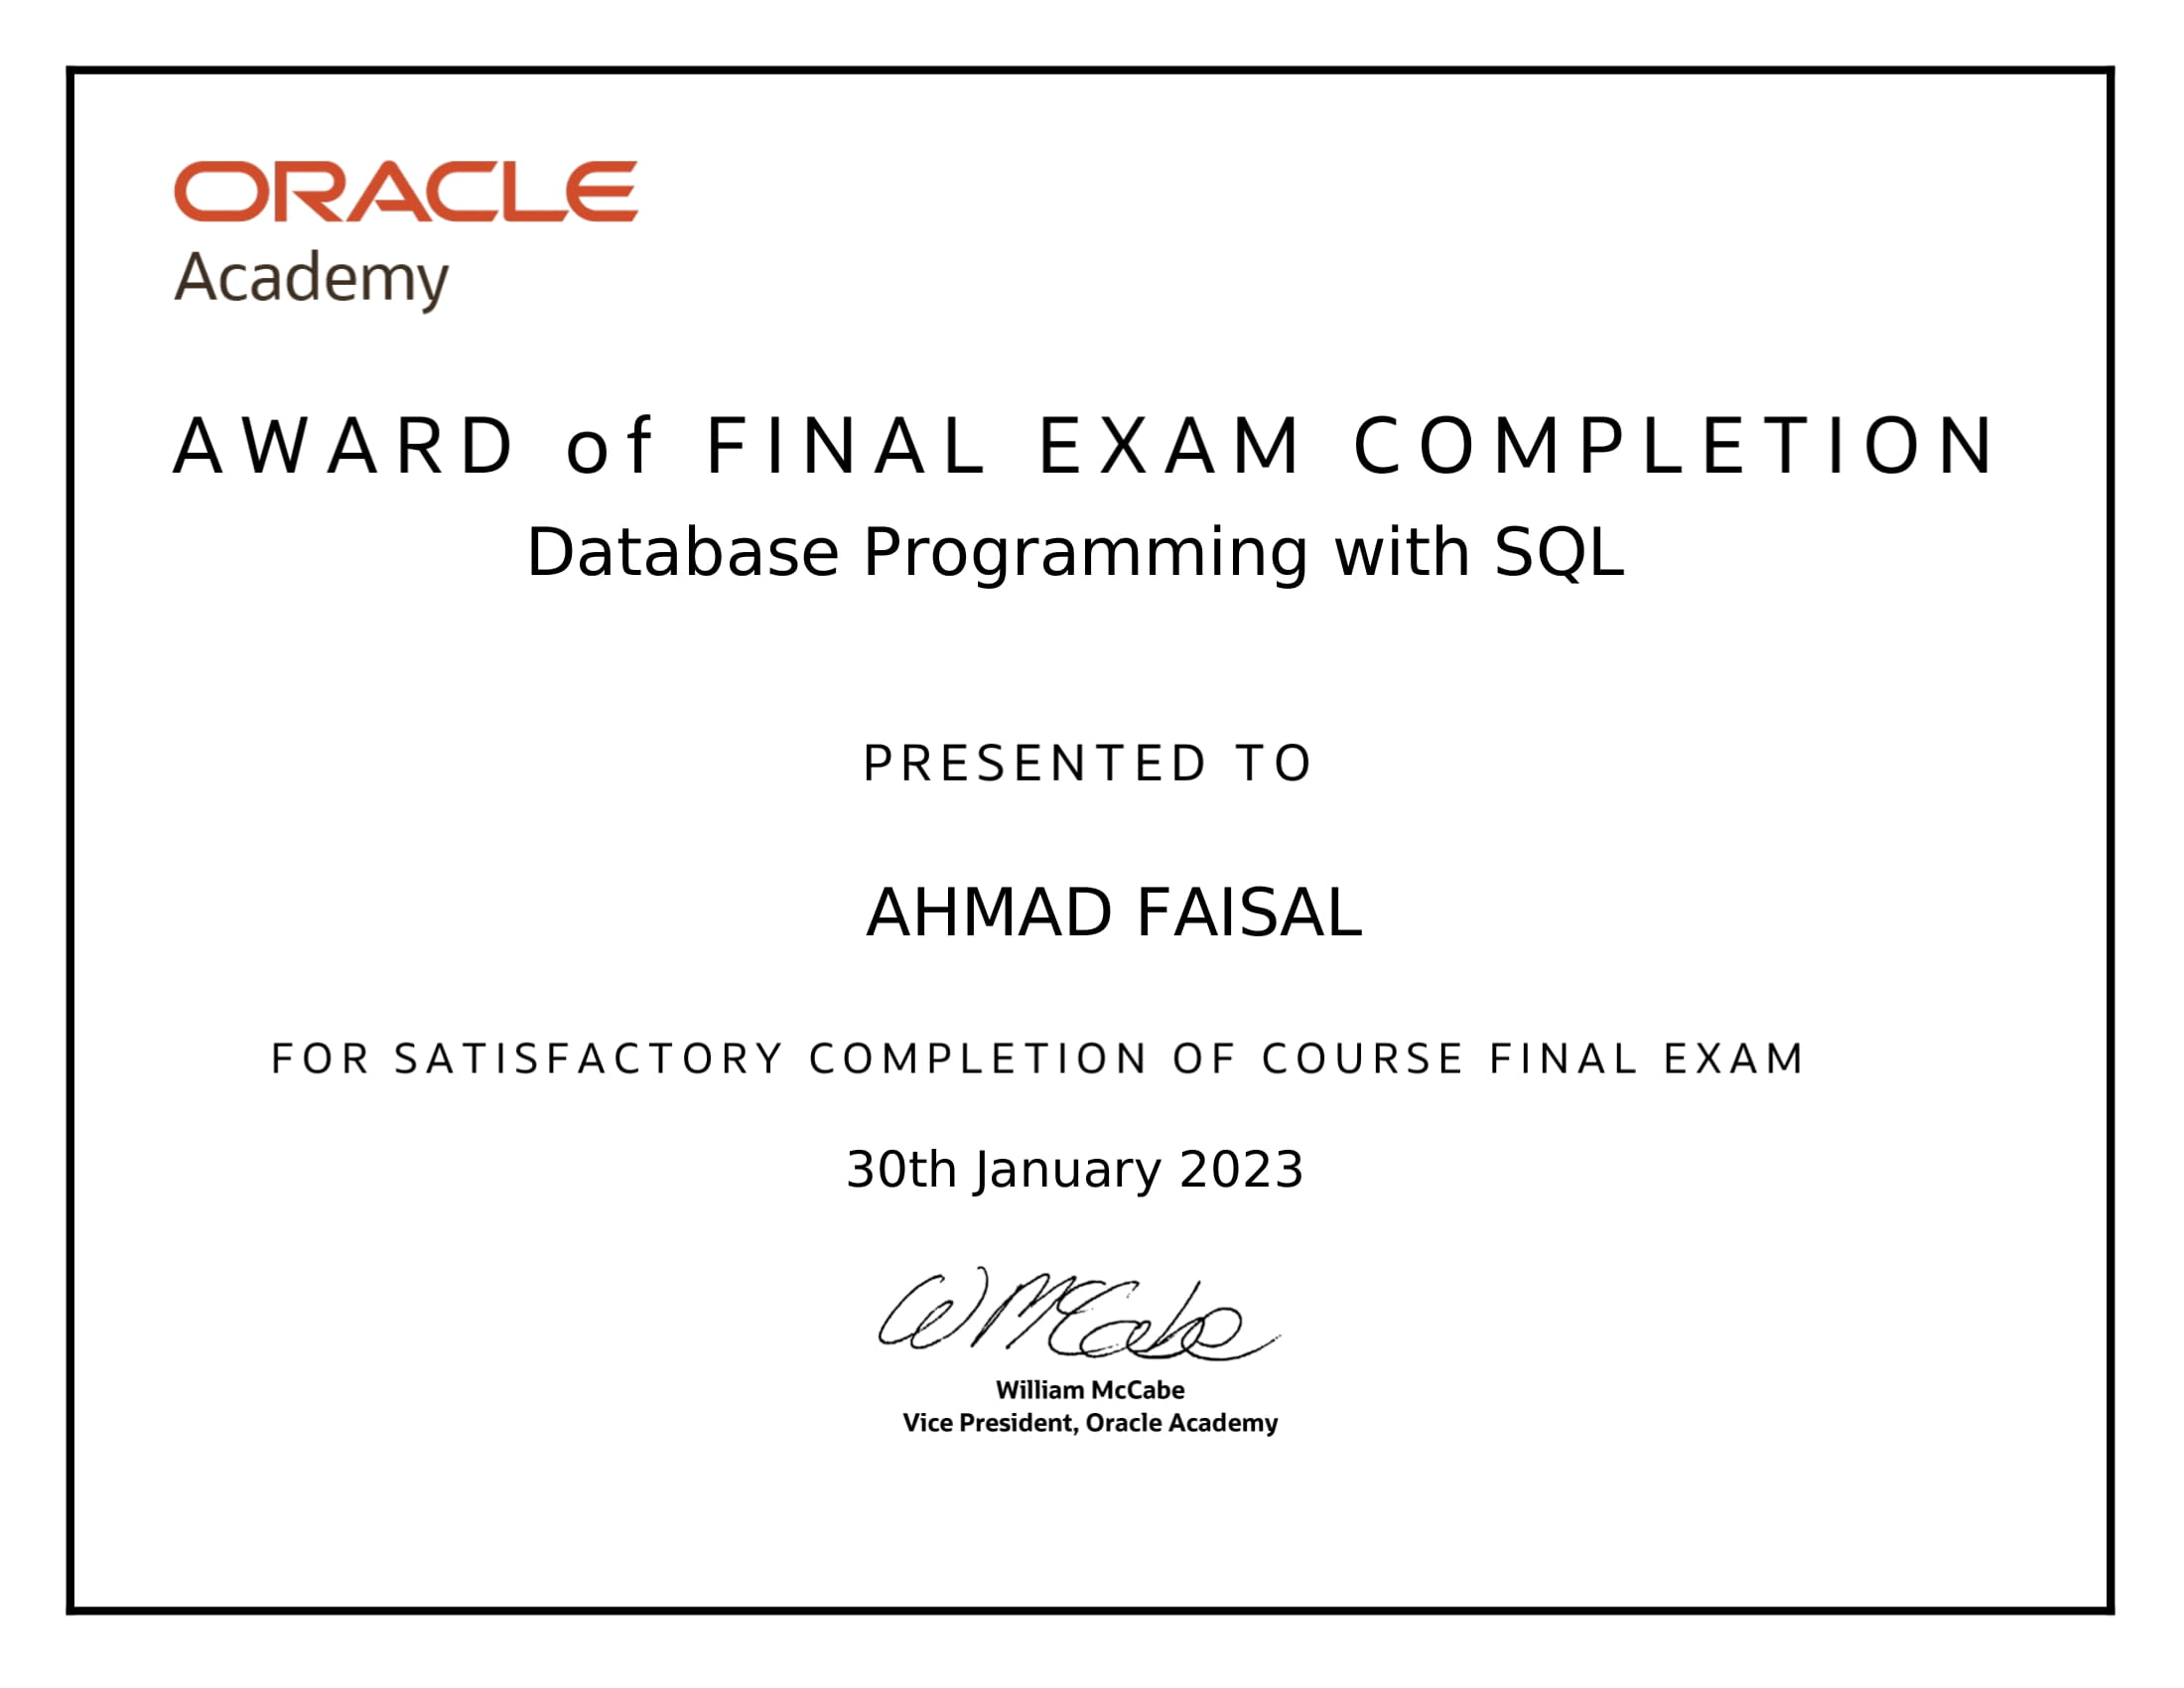 ORACLE
Academy
AWARD of FINAL EXAM COMPLETION
Database Programming with SQL
PRESENTED TO
AHMAD FAISAL
FOR SATISFACTORY COMPLETION OF COURSE FINAL EXAM
30th January 2023
W McCabe
William McCabe
Vice President, Oracle Academy